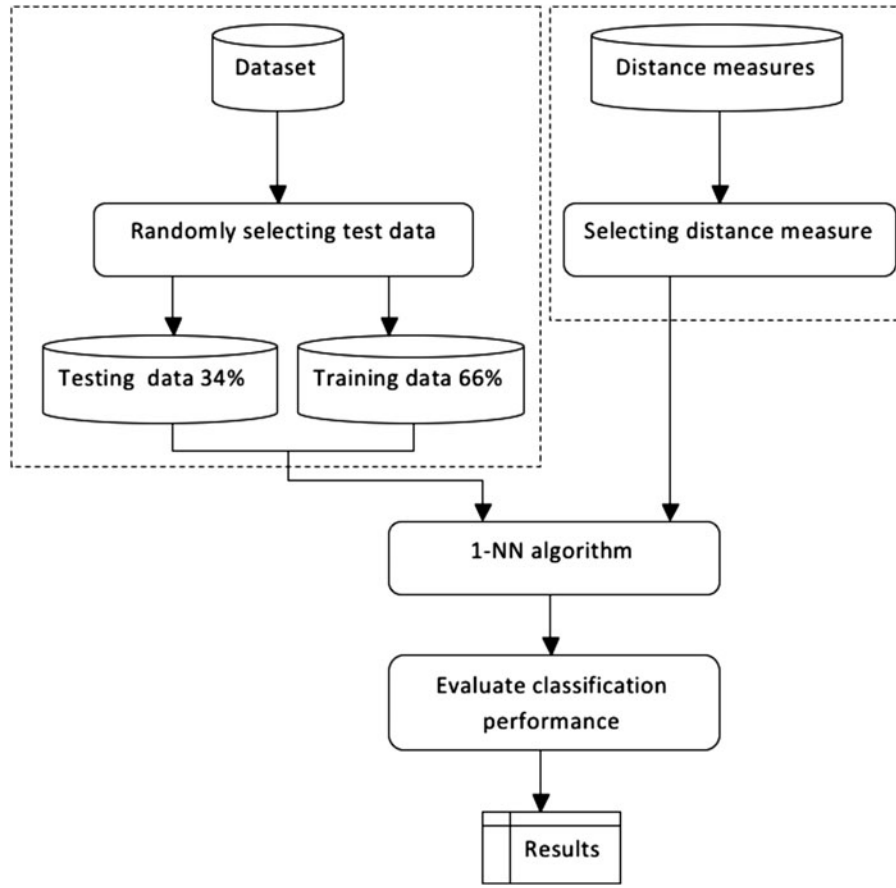 Dataset
Distance measures
Randomly selecting test data
Selecting distance measure
Testing data 34%
Training data 66%
1-NN algorithm
Evaluate classification
performance
Results